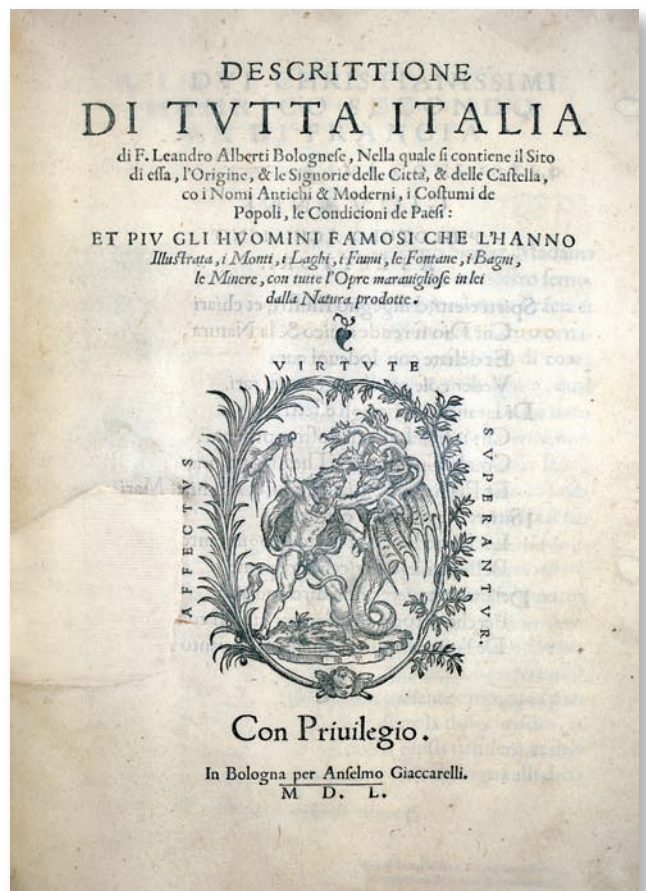 DESCRITTIONE
DI TVTTA ITALIA
di F. Leandro Alberti Bolognese, Nella quale si contiene il Sito
di essa, l'Origine, & le Signorie delle Città, & delle Castella,
co i Nomi Antichi & Moderni, i Costumi de
Popoli, le Condicioni de Paesi:
ET PIV GLI HVOMINI FAMOSI CHE L'HANNO
Illustrata, i Monti, i Laghi, i Fiumi, le Fontane, i Bagni,
le Minere, con tutte l'Opre marauigliose in lei
dalla Natura prodotte.
VIRTVTE
AFFECTVS
SVPERANTVR.
Con Priuilegio.
In Bologna per Anselmo Giaccarelli.
M D. L.